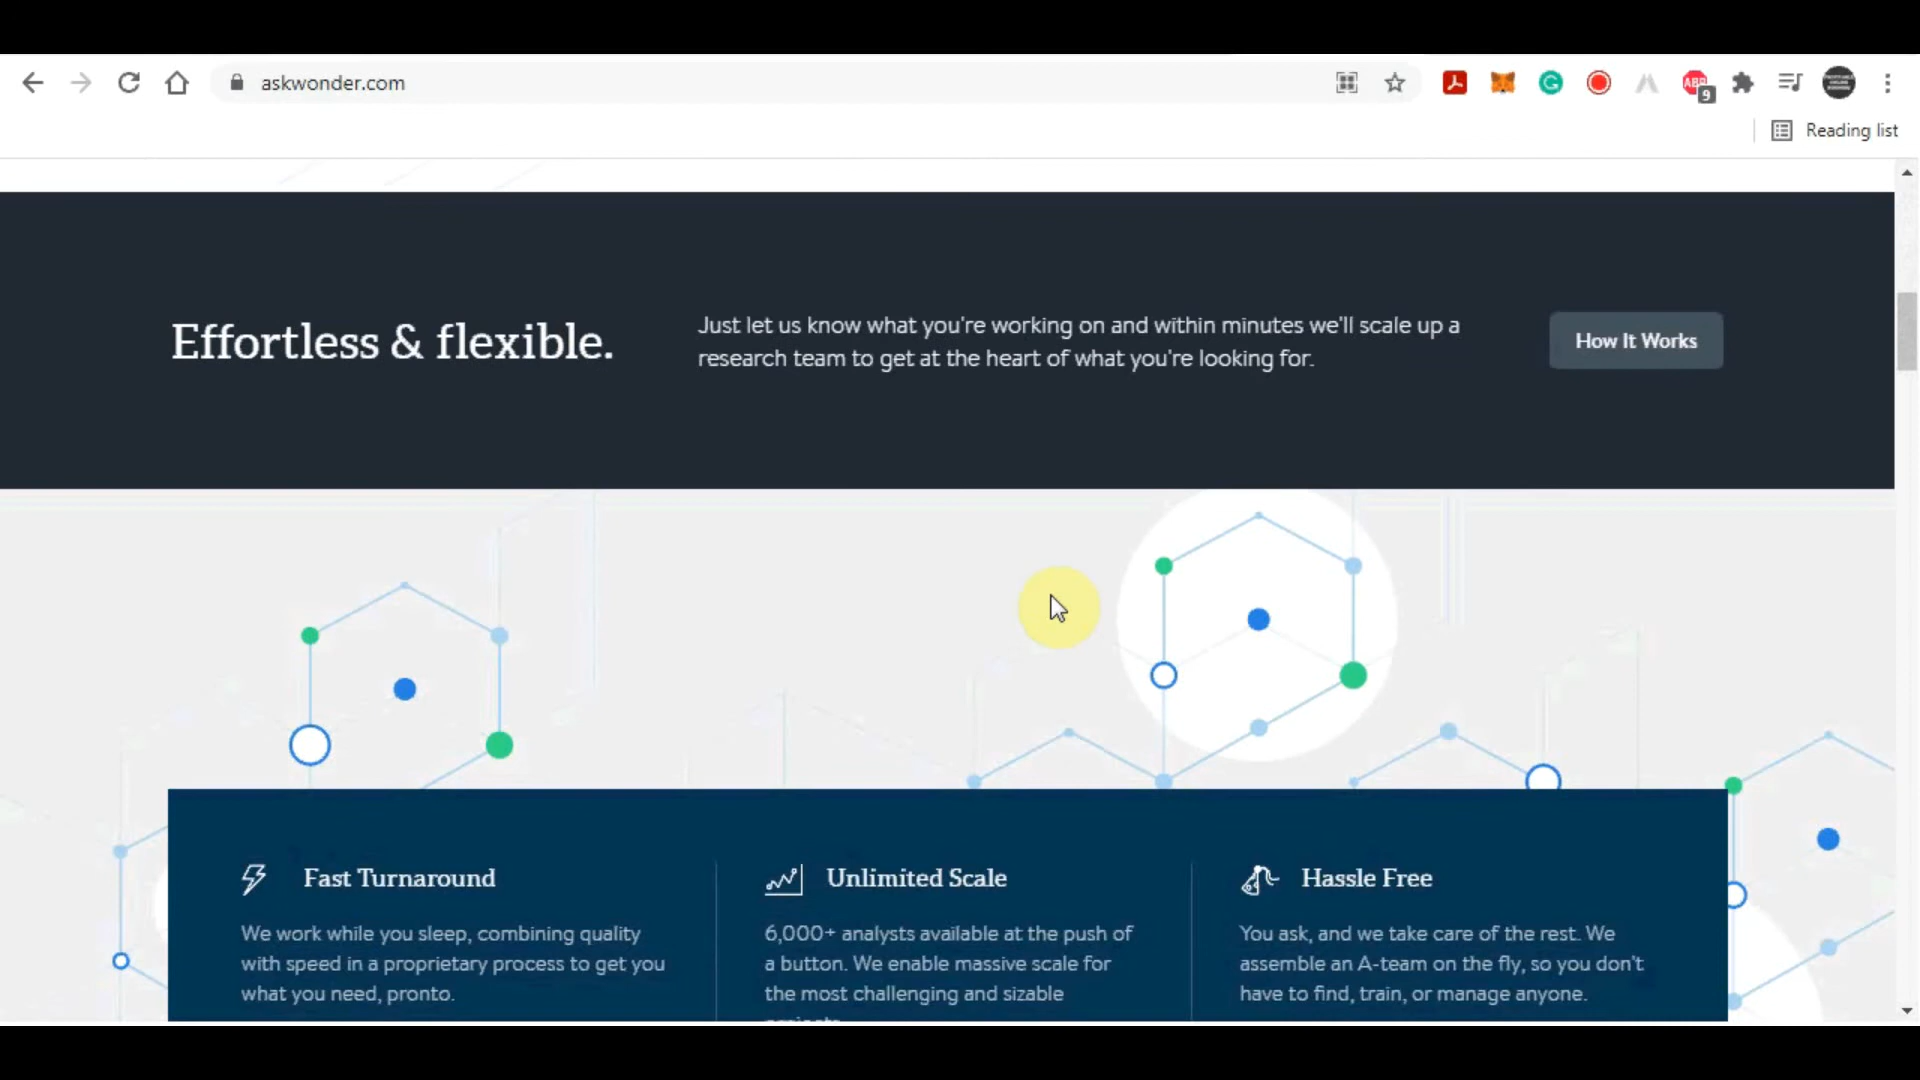 askwonder.com
ABP
9
Reading list
Effortless & flexible.
Just let us know what you're working on and within minutes we'll scale up a
research team to get at the heart of what you're looking for.
How It Works
Fast Turnaround
We work while you sleep, combining quality
with speed in a proprietary process to get you
what you need, pronto.
Unlimited Scale
6,000+ analysts available at the push of
a button. We enable massive scale for
the most challenging and sizable
Hassle Free
You ask, and we take care of the rest. We
assemble an A-team on the fly, so you don't
have to find, train, or manage anyone.